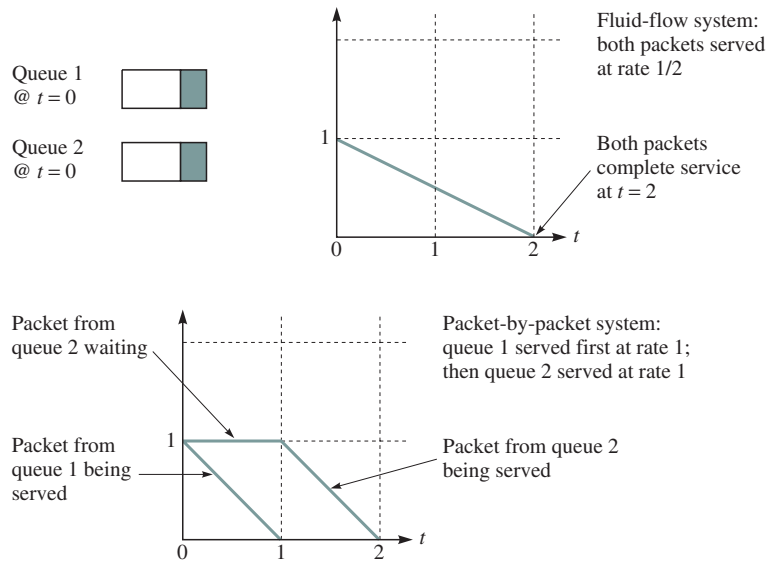 Queue 1
@ t = 0
Queue 2
@ t = 0
1
0
1
2
t
Fluid-flow system:
both packets served
at rate 1/2
Both packets
complete service
at t = 2
Packet from
queue 2 waiting
Packet from
queue 1 being
served
1
0
1
2
t
Packet-by-packet system:
queue 1 served first at rate 1;
then queue 2 served at rate 1
Packet from queue 2
being served